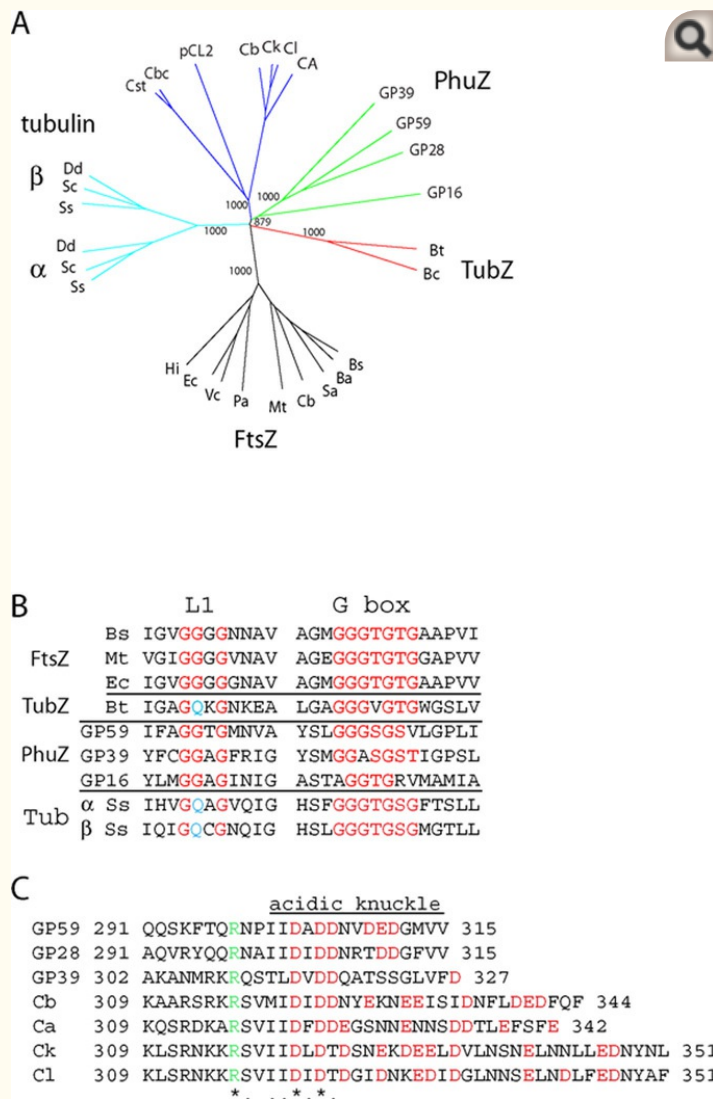 A
pCL2
Cb Ck Cl
CA
Cbc
Cst
PhuZ
GP39
GP59
GP28
GP16
tubulin
β
Dd
Sc
Ss
α
Dd
Sc
Ss
1000
1000
879
1000
1000
1000
Bt
Bc
TubZ
Hi
Ec
Vc
Pa
Mt
Cb
Sa
Ba
Bs
FtsZ
B
L1 G box
FtsZ
Bs IGVGGGGNNAV AGMGGGTGTGAAPVI
Mt VGIGGGGVNAV AGEGGGTGTGGAPVV
Ec IGVGGGGGNAV AGMGGGTGTGAAPVV
TubZ Bt IGAGQKGNKEA LGAGGGVGTGWGSLV
PhuZ
GP59 IFAGGTGMNVA YSLGGGSGSVLGPLI
GP39 YFCGGAGFRIG YSMGGASGSTIGPSL
GP16 YLMGGAGINIG ASTAGGTGRVMAMIA
Tub
α Ss IHVGQAGVQIG HSFGGGTGSGFTSLL
β Ss IQIGQCGNQIG HSLGGGTGSGMGTLL
C
acidic knuckle
GP59 291 QQSKFTQRNPIIDADDNVDEDGMVV 315
GP28 291 AQVRYQQRNAIIDIDDNRTDDGFVV 315
GP39 302 AKANMRKRQSTLDVDDQATSSGLVFD 327
Cb 309 KAARSRKRSVMIDIDDNYEKNEEISIDNFLDEDFQF 344
Ca 309 KQSRDKARSVIIDFDDEGSNNENNSDDTLEFSFE 342
Ck 309 KLSRNKKRSVIIDLDTDSNEKDEELDVLNSNELNNLLEDNYNL 351
Cl 309 KLSRNKKRSVIIDIDTDGIDNKEDIDGLNNSELNDLFEDNYAF 351